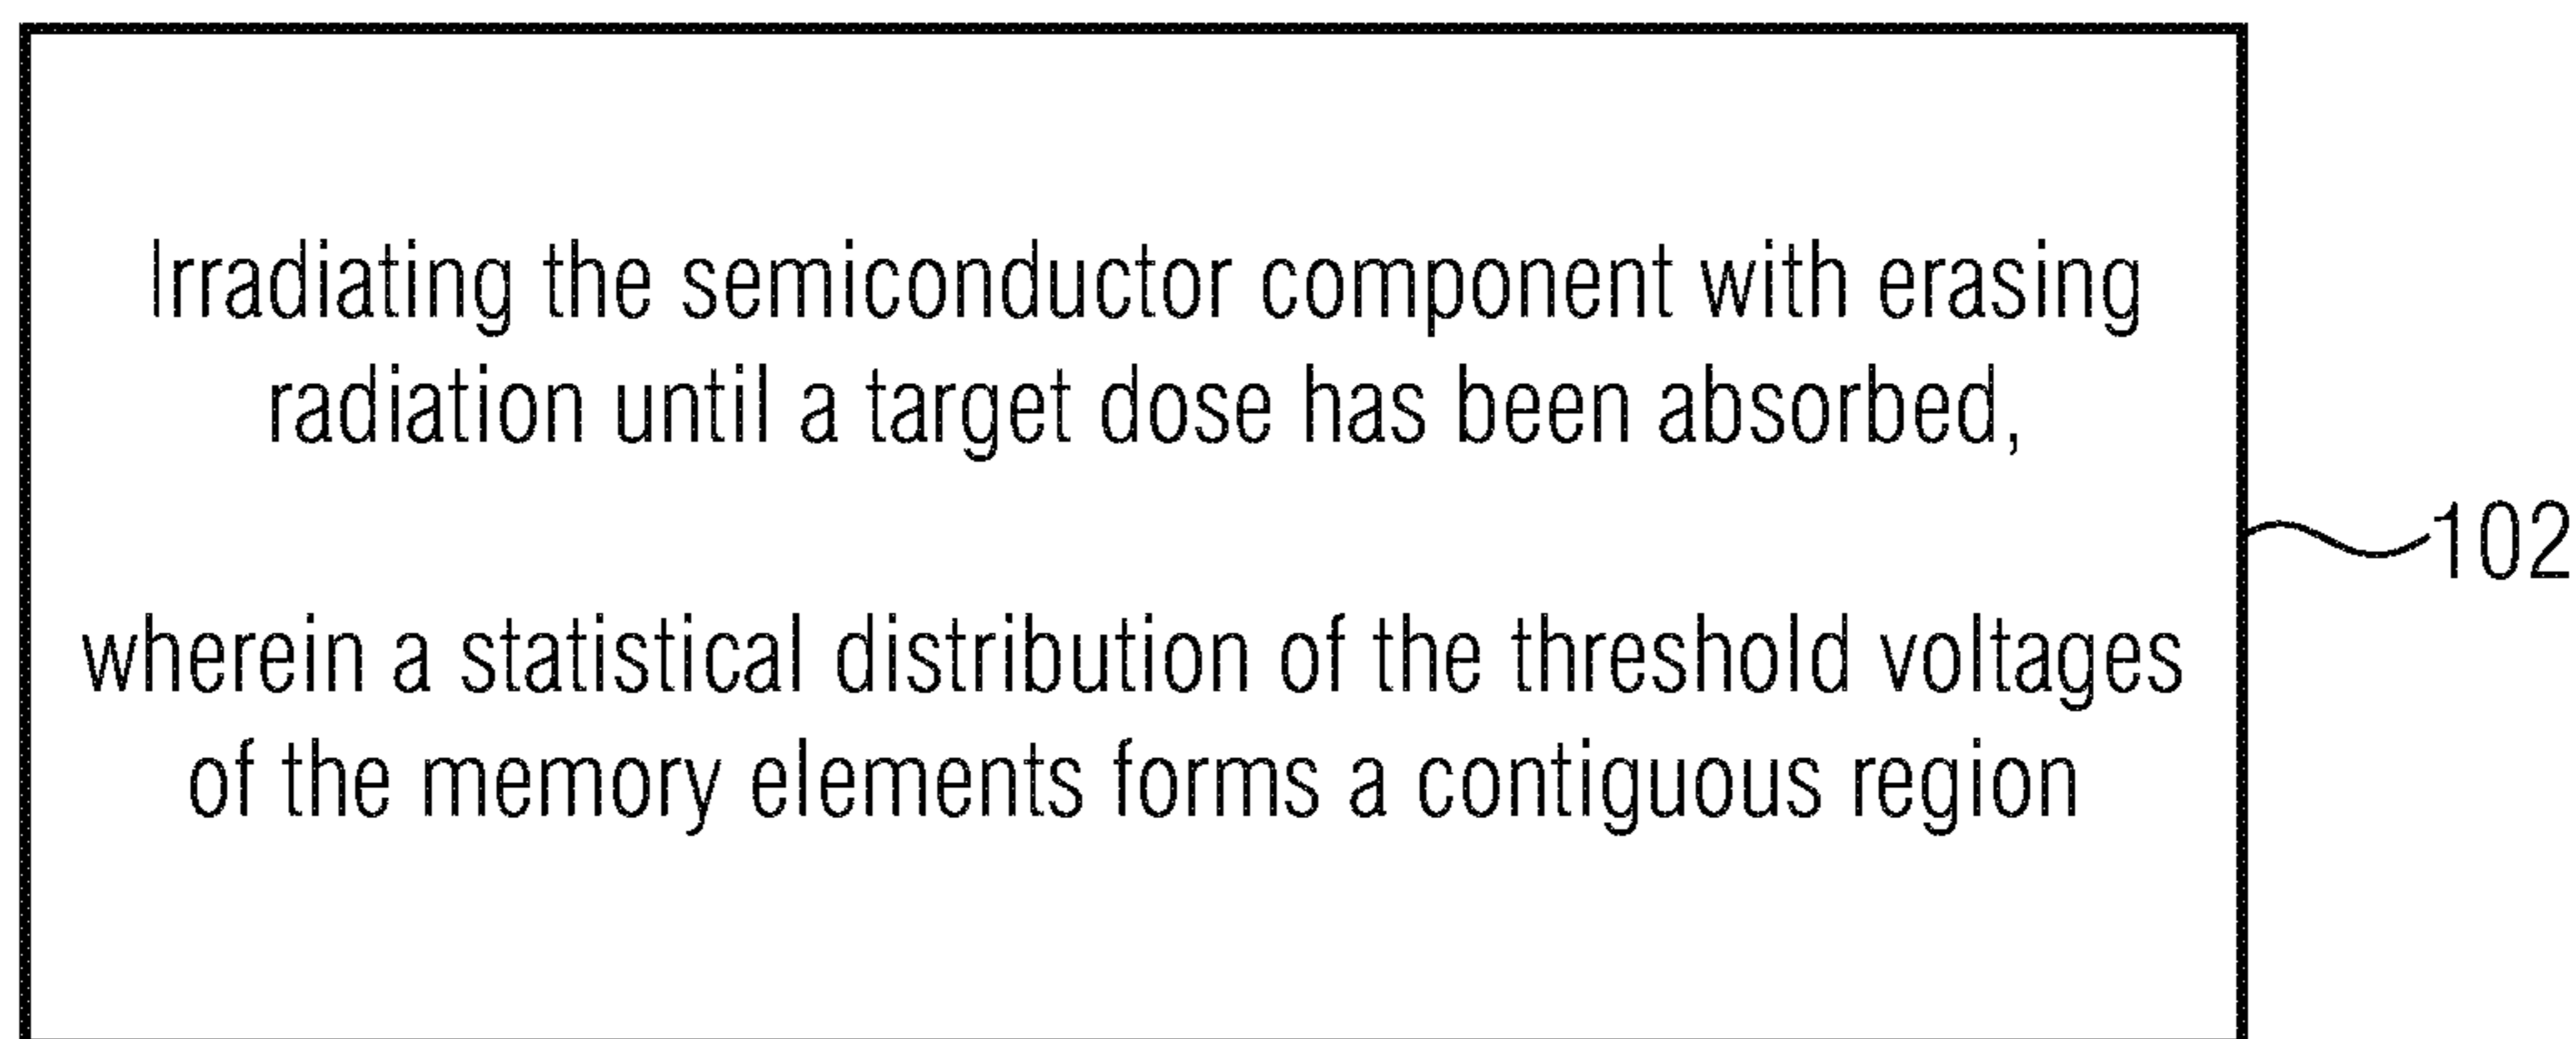 Irradiating the semiconductor component with erasing
radiation until a target dose has been absorbed,
wherein a statistical distribution of the threshold voltages
of the memory elements forms a contiguous region
102